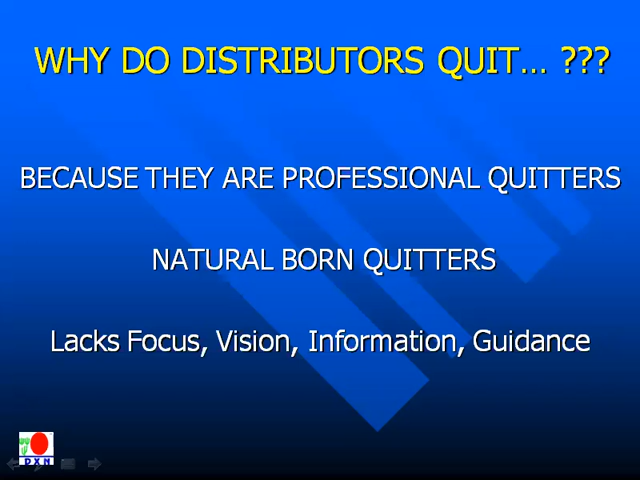 WHY DO DISTRIBUTORS QUIT... ???
BECAUSE THEY ARE PROFESSIONAL QUITTERS
NATURAL BORN QUITTERS
Lacks Focus, Vision, Information, Guidance
DXN